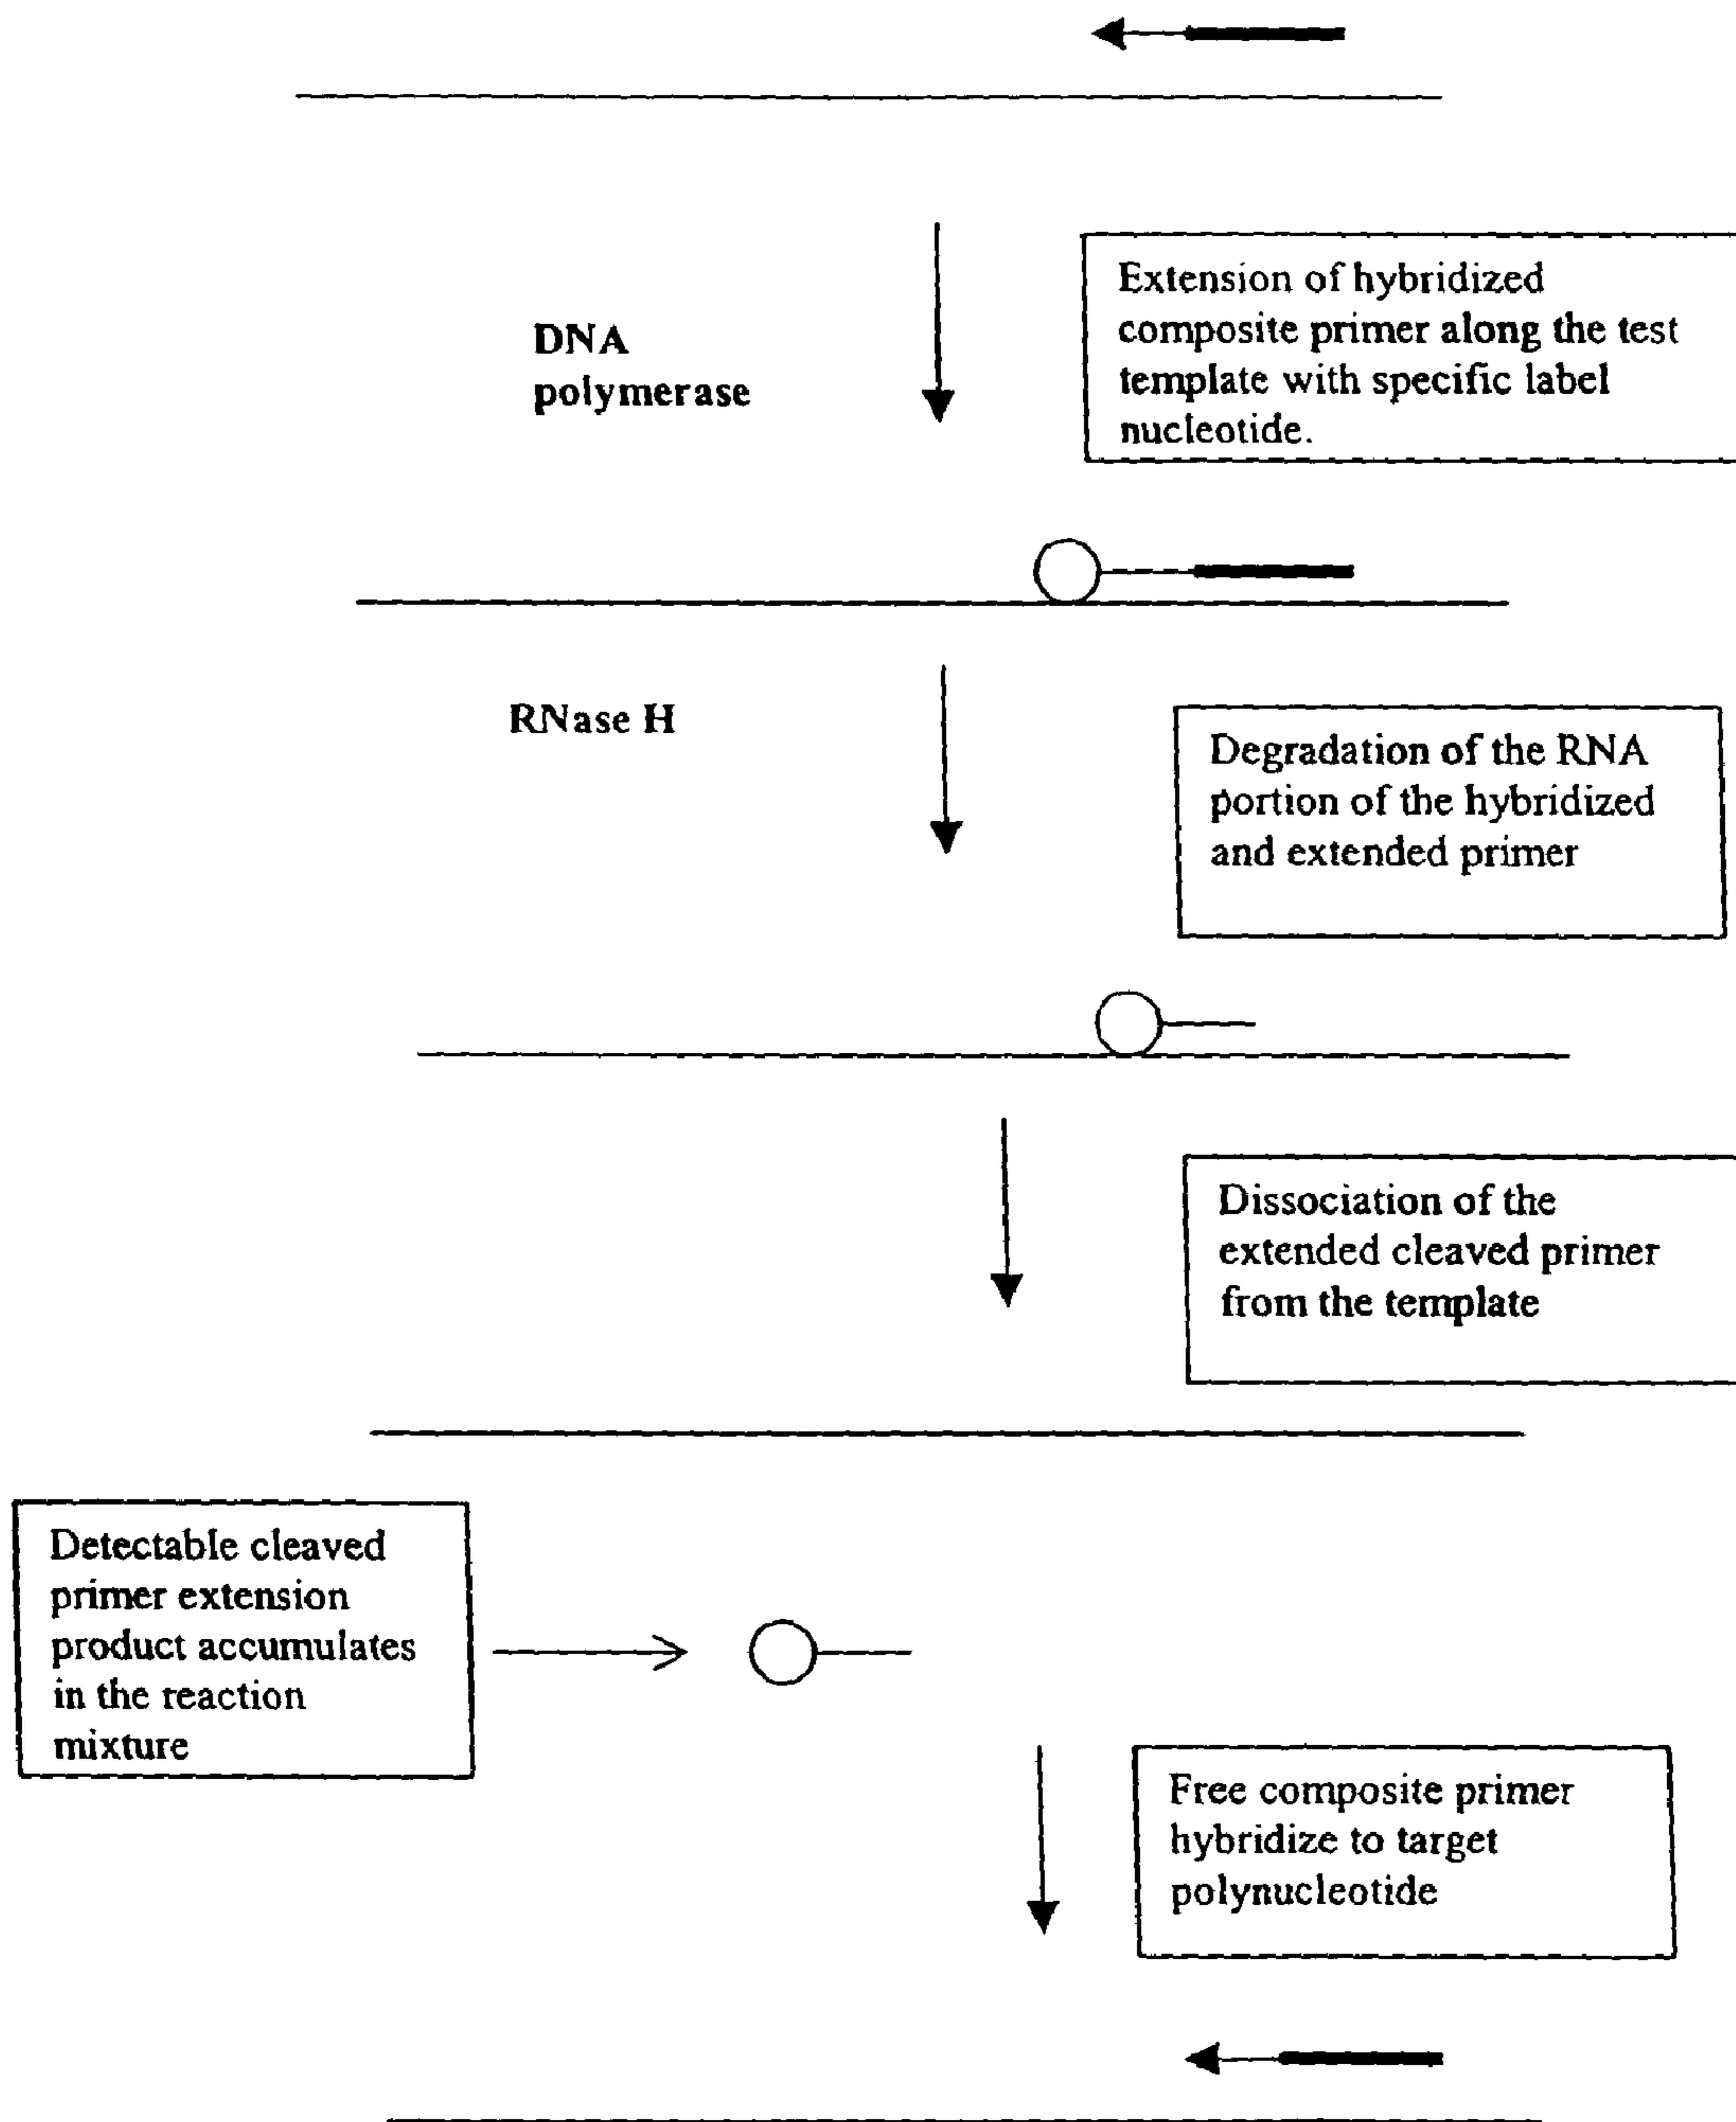 DNA
polymerase
Extension of hybridized
composite primer along the test
template with specific label
nucleotide.
RNase H
Degradation of the RNA
portion of the hybridized
and extended primer
Dissociation of the
extended cleaved primer
from the template
Detectable cleaved
primer extension
product accumulates
in the reaction
mixture
Free composite primer
hybridize to target
polynucleotide